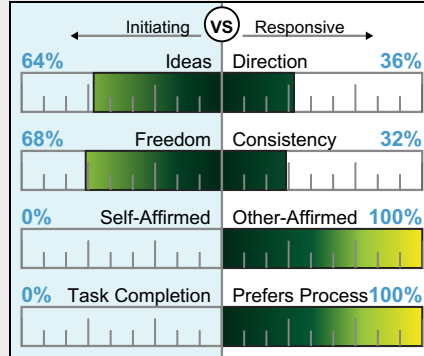 Initiating VS Responsive
64% Ideas Direction 36%
68% Freedom Consistency 32%
0% Self-Affirmed Other-Affirmed 100%
0% Task Completion Prefers Process 100%